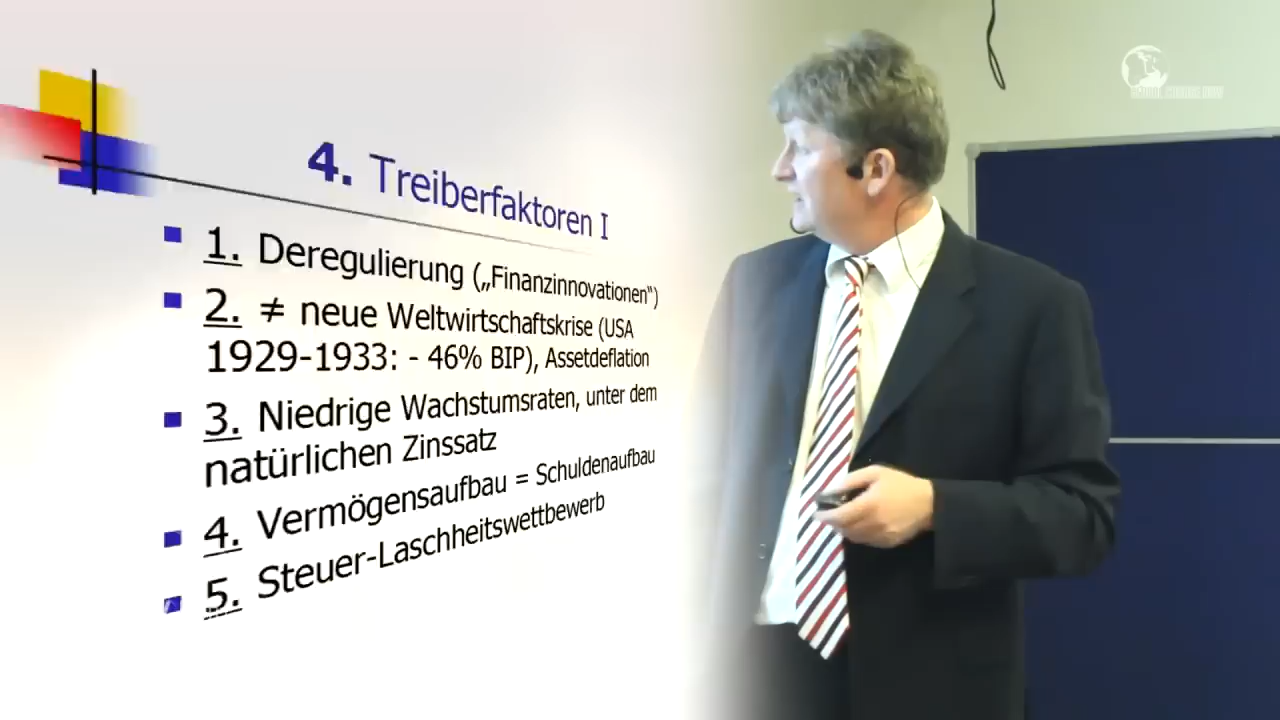 4. Treiberfaktoren I
1. Deregulierung („Finanzinnovationen“)
2. ≠ neue Weltwirtschaftskrise (USA
1929-1933: - 46% BIP), Assetdeflation
3. Niedrige Wachstumsraten, unter dem
natürlichen Zinssatz
4. Vermögensaufbau = Schuldenaufbau
5. Steuer-Laschheitswettbewerb